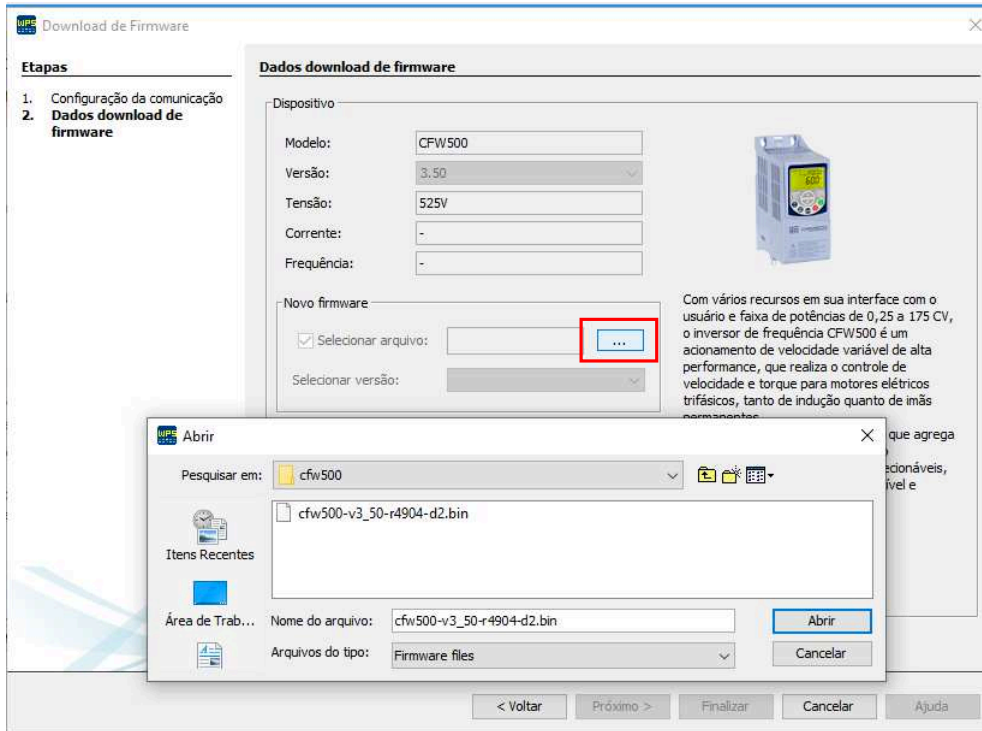 WPS
Download de Firmware
Etapas
1. Configuração da comunicação
2. Dados download de
firmware
Dados download de firmware
Dispositivo
Modelo: CFW500
Versão: 3.50
Tensão: 525V
Corrente: -
Frequência: -
Novo firmware
Selecionar arquivo: ...
Selecionar versão:
Com vários recursos em sua interface com o
usuário e faixa de potências de 0,25 a 175 CV,
o inversor de frequência CFW500 é um
acionamento de velocidade variável de alta
performance, que realiza o controle de
velocidade e torque para motores elétricos
trifásicos, tanto de indução quanto de imãs
permanentes
que agrega
ecionáveis,
ível e
WPS
Abrir
Pesquisar em: cfw500
cfw500-v3_50-r4904-d2.bin
Itens Recentes
Área de Trab...
Nome do arquivo: cfw500-v3_50-r4904-d2.bin
Abrir
Arquivos do tipo: Firmware files
Cancelar
< Voltar
Próximo >
Finalizar
Cancelar
Ajuda